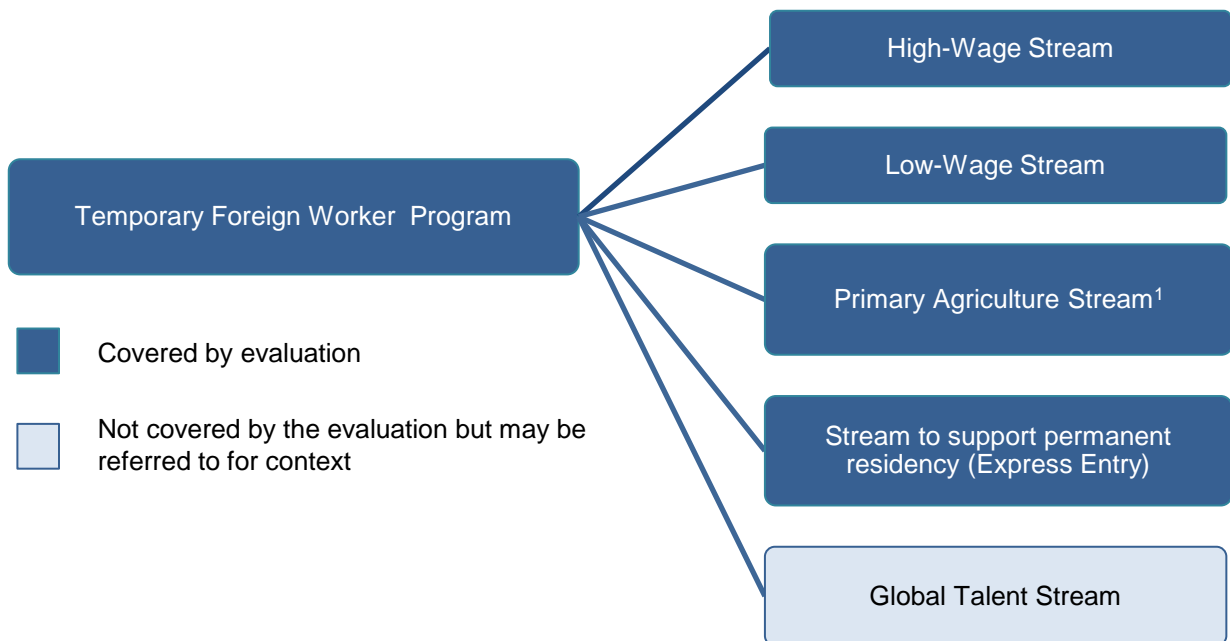 High-Wage Stream
Low-Wage Stream
Temporary Foreign Worker Program
Primary Agriculture Stream¹
Covered by evaluation
Not covered by the evaluation but may be
referred to for context
Stream to support permanent
residency (Express Entry)
Global Talent Stream